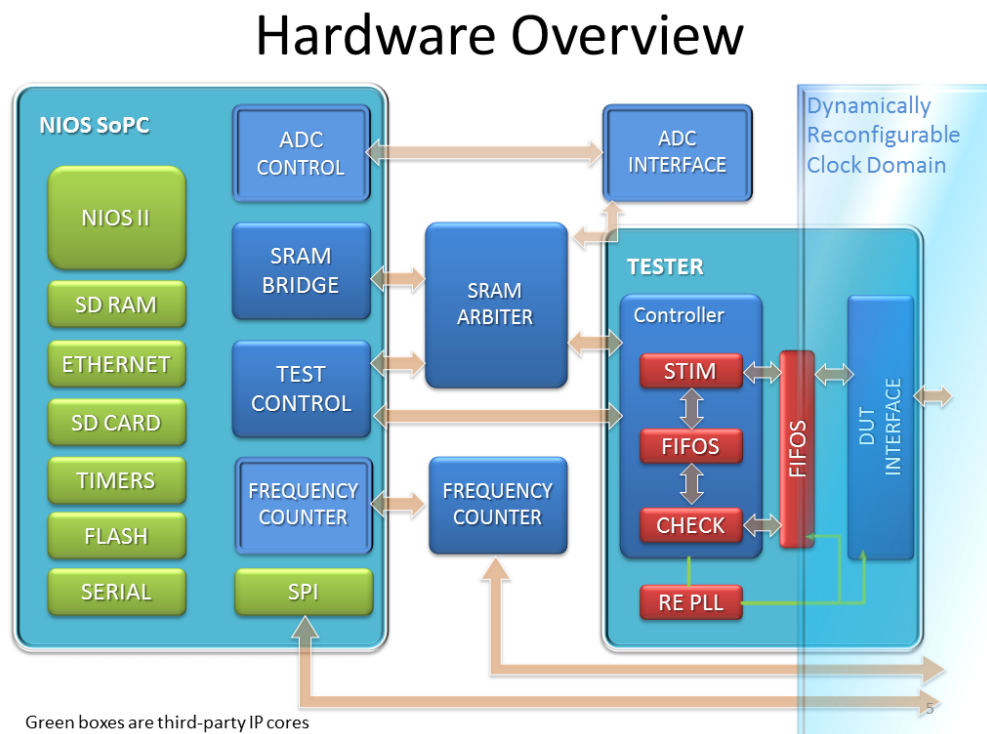 Hardware Overview
NIOS SoPC
NIOS II
SD RAM
ETHERNET
SD CARD
TIMERS
FLASH
SERIAL
ADC
CONTROL
SRAM
BRIDGE
TEST
CONTROL
FREQUENCY
COUNTER
SPI
SRAM
ARBITER
FREQUENCY
COUNTER
ADC
INTERFACE
Dynamically
Reconfigurable
Clock Domain
TESTER
Controller
STIM
FIFOS
CHECK
RE PLL
FIFOS
DUT
INTERFACE
Green boxes are third-party IP cores
5